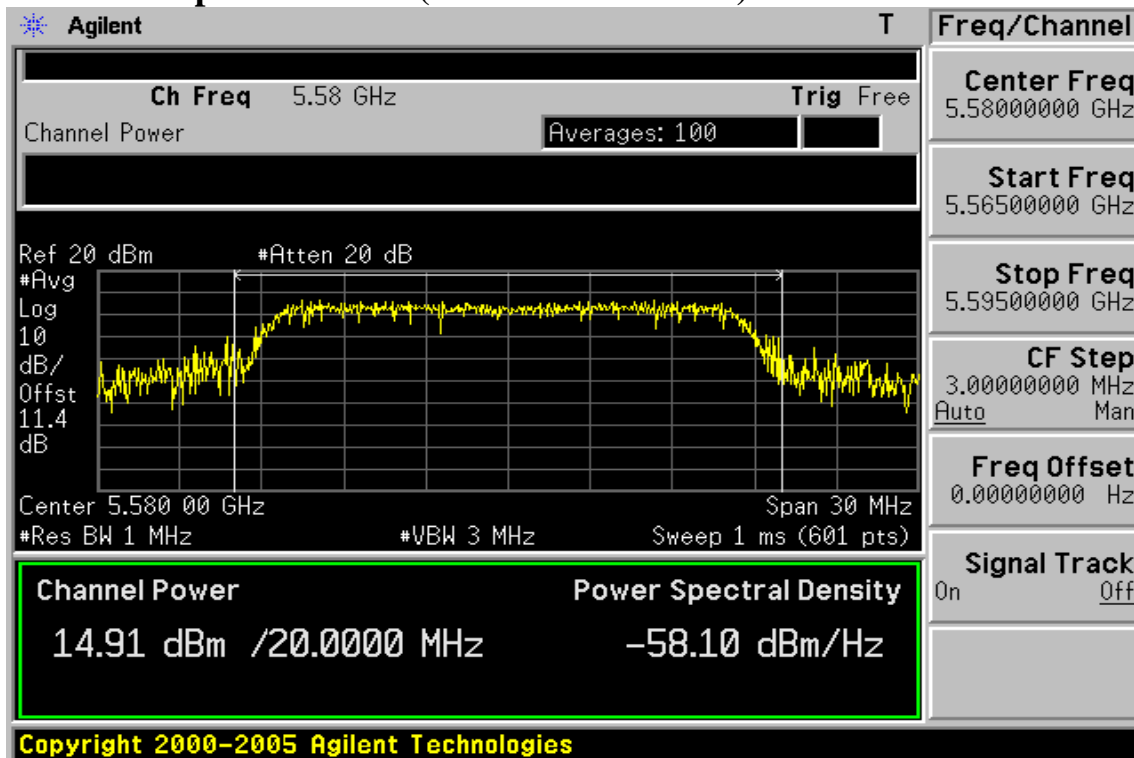 Agilent T
Ch Freq 5.58 GHz Trig Free
Channel Power Averages: 100
Ref 20 dBm #Atten 20 dB
#Avg
Log
10
dB/
Offst
11.4
dB
Center 5.580 00 GHz Span 30 MHz
#Res BW 1 MHz #VBW 3 MHz Sweep 1 ms (601 pts)
Channel Power Power Spectral Density
14.91 dBm /20.0000 MHz -58.10 dBm/Hz
Copyright 2000-2005 Agilent Technologies
Freq/Channel
Center Freq
5.58000000 GHz
Start Freq
5.56500000 GHz
Stop Freq
5.59500000 GHz
CF Step
3.00000000 MHz
Auto Man
Freq Offset
0.00000000 Hz
Signal Track
On Off